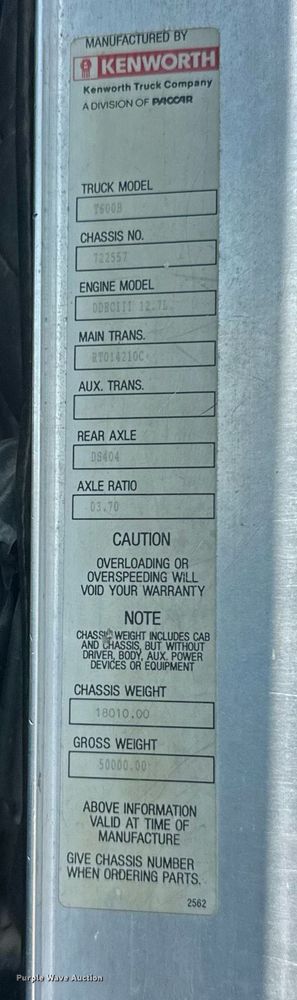 MANUFACTURED BY
KENWORTH
Kenworth Truck Company
A DIVISION OF PACCAR
TRUCK MODEL
T600B
CHASSIS NO.
722557
ENGINE MODEL
DDECIII 12.7L
MAIN TRANS.
RTO14210C
AUX. TRANS.
REAR AXLE
DS404
AXLE RATIO
03.70
CAUTION
OVERLOADING OR
OVERSPEEDING WILL
VOID YOUR WARRANTY
NOTE
CHASSIS WEIGHT INCLUDES CAB
AND CHASSIS, BUT WITHOUT
DRIVER, BODY, AUX. POWER
DEVICES OR EQUIPMENT
CHASSIS WEIGHT
18010.00
GROSS WEIGHT
50000.00
ABOVE INFORMATION
VALID AT TIME OF
MANUFACTURE
GIVE CHASSIS NUMBER
WHEN ORDERING PARTS.
2562
Purple Wave Auction